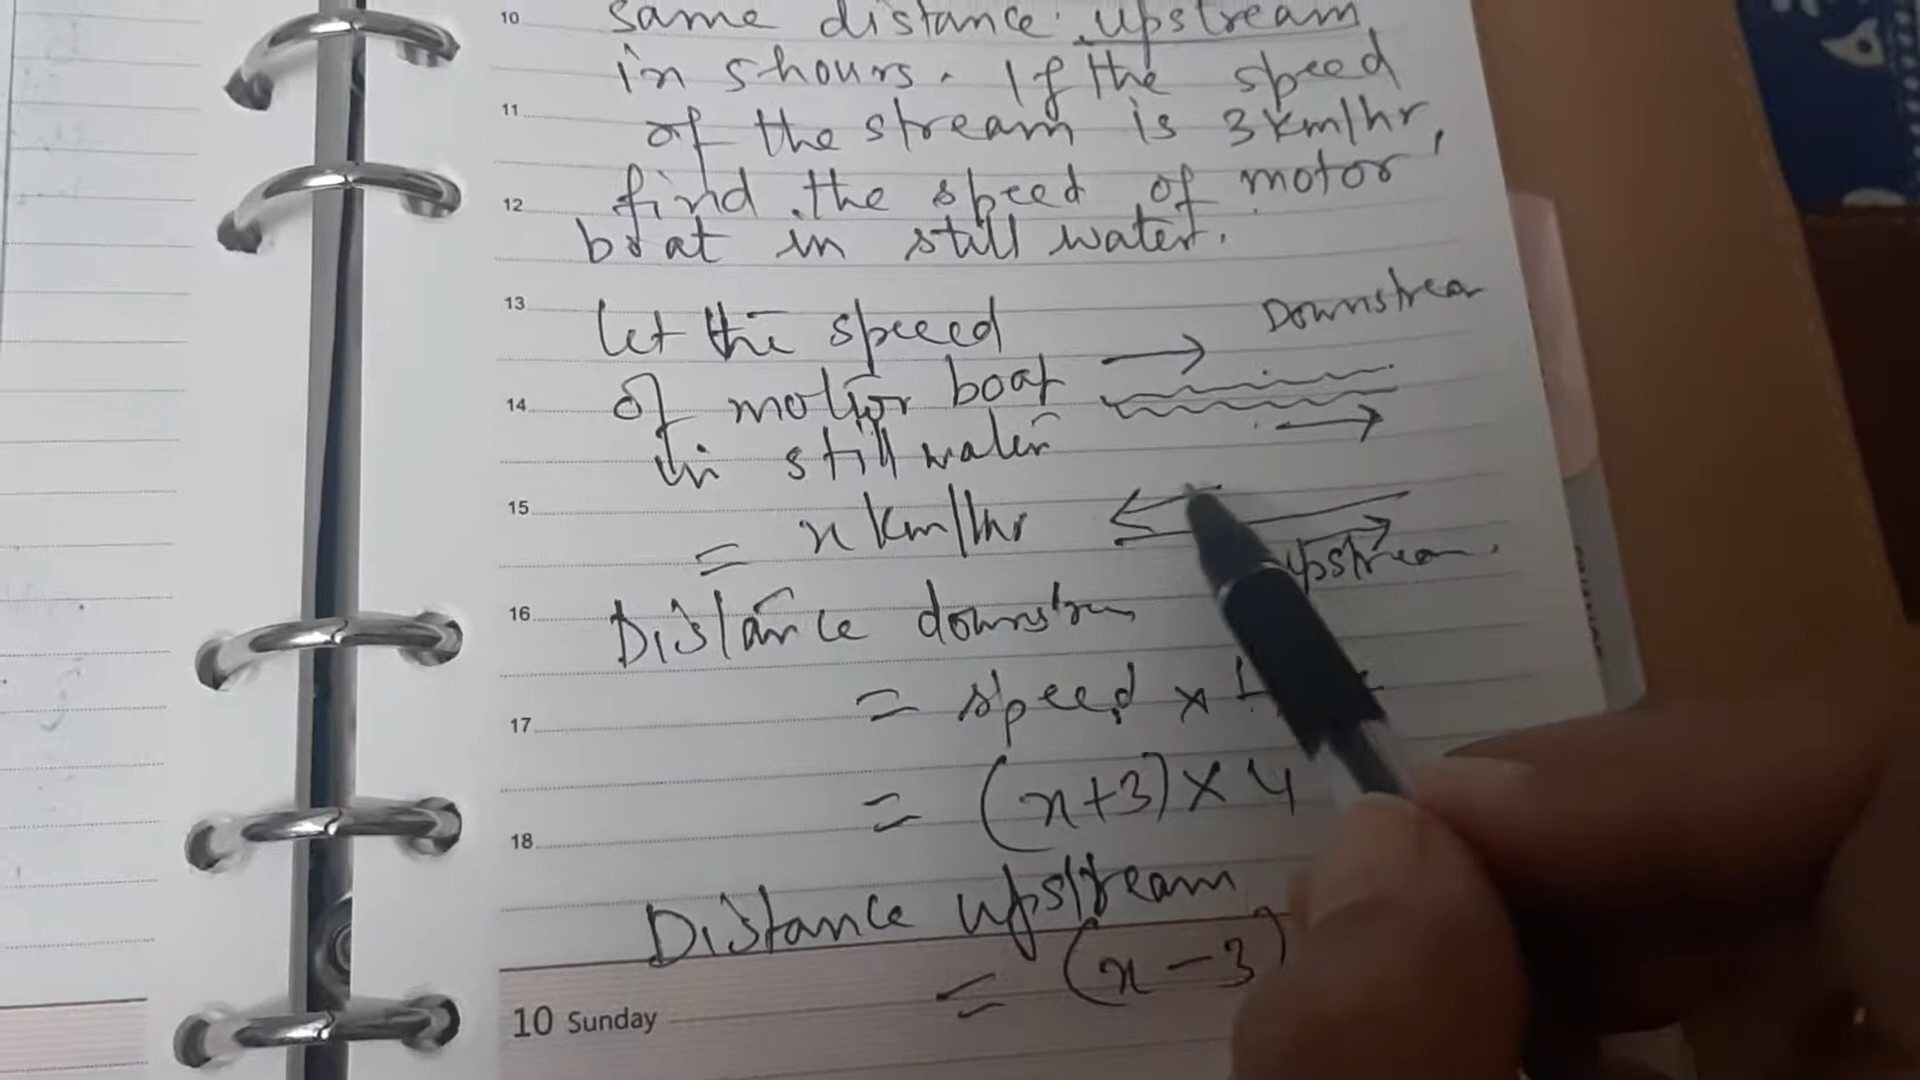 10
same distance upstream
in 5 hours. If the speed
11
of the stream is 3 km/hr,
12
find the speed of motor
boat in still water.
13
Let the speed
Downstrea
14
of motor boat
in still water
15
= x km/hr
upstream.
16
Distance downstrm
17
= speed ×
= (x+3) × 4
18
Distance upstream
= (x - 3)
10 Sunday